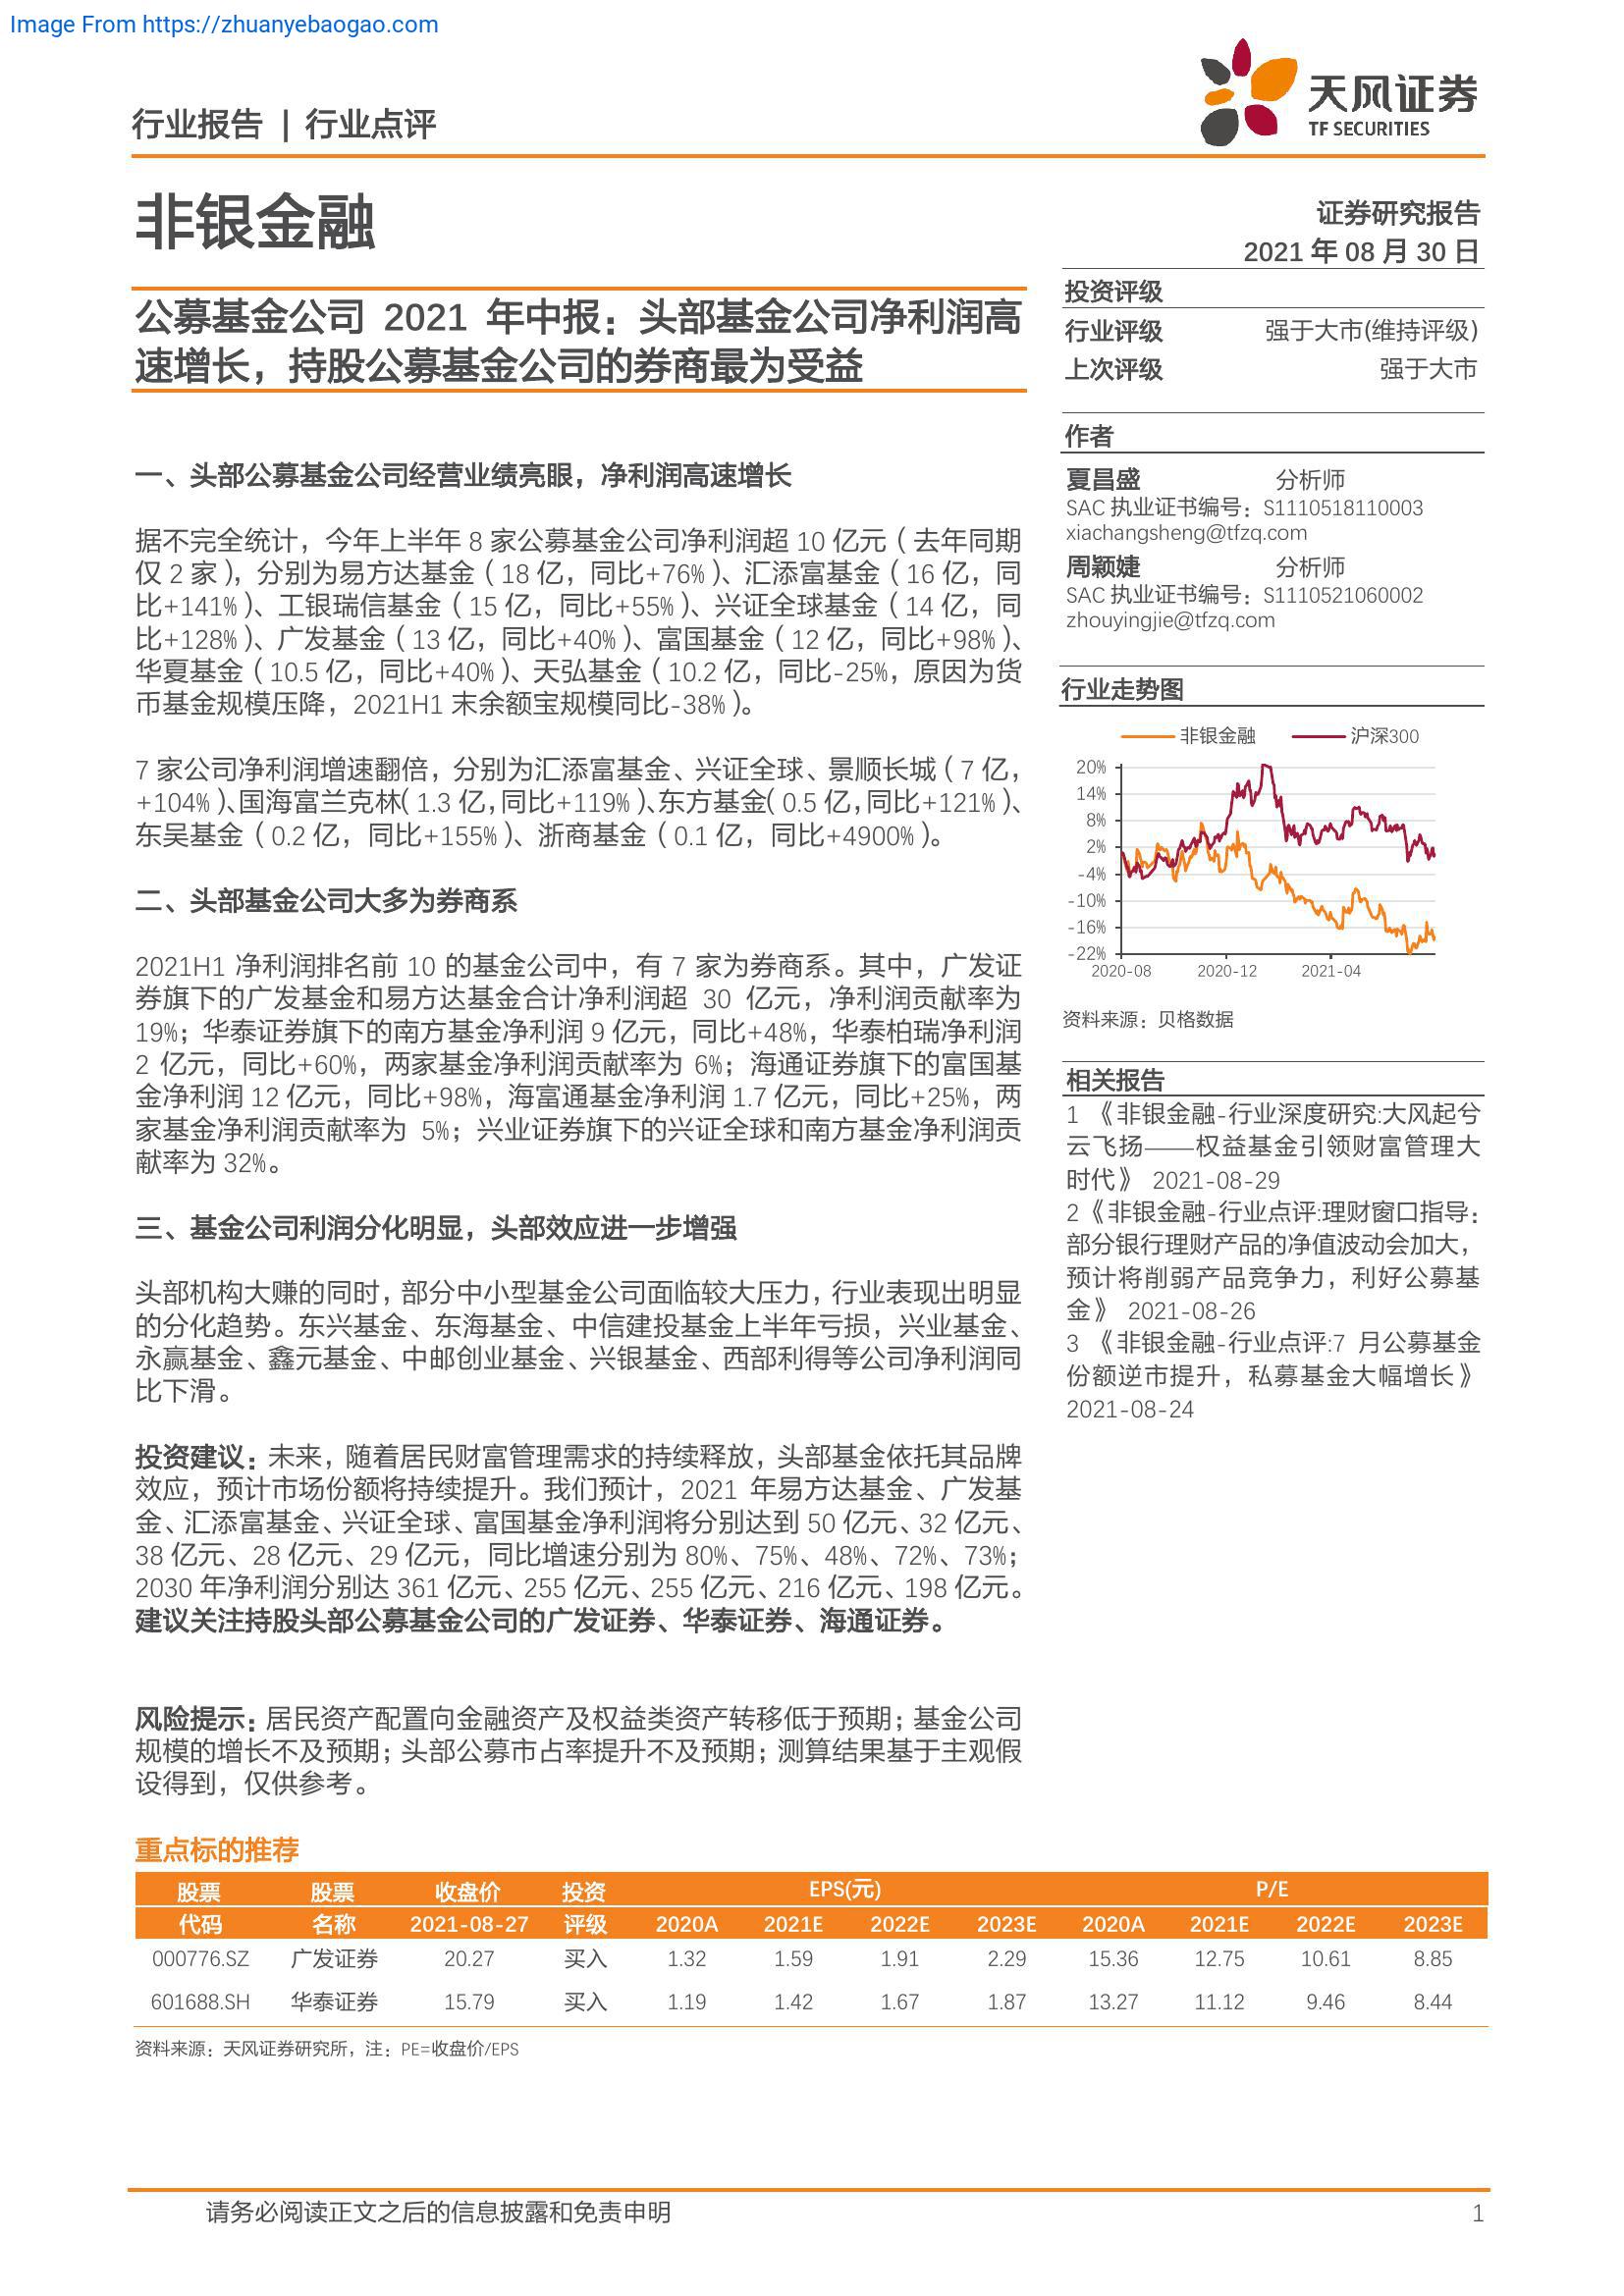 Image From https://zhuanyebaogao.com
行业报告 | 行业点评
天风证券
TF SECURITIES
非银金融
证券研究报告
2021 年 08 月 30 日
公募基金公司 2021 年中报：头部基金公司净利润高
速增长，持股公募基金公司的券商最为受益
一、头部公募基金公司经营业绩亮眼，净利润高速增长
据不完全统计，今年上半年 8 家公募基金公司净利润超 10 亿元（去年同期
仅 2 家），分别为易方达基金（18 亿，同比+76%）、汇添富基金（16 亿，同
比+141%）、工银瑞信基金（15 亿，同比+55%）、兴证全球基金（14 亿，同
比+128%）、广发基金（13 亿，同比+40%）、富国基金（12 亿，同比+98%）、
华夏基金（10.5 亿，同比+40%）、天弘基金（10.2 亿，同比-25%，原因为货
币基金规模压降，2021H1 末余额宝规模同比-38%）。
7 家公司净利润增速翻倍，分别为汇添富基金、兴证全球、景顺长城（7 亿，
+104%）、国海富兰克林（1.3 亿，同比+119%）、东方基金（0.5 亿，同比+121%）、
东吴基金（0.2 亿，同比+155%）、浙商基金（0.1 亿，同比+4900%）。
二、头部基金公司大多为券商系
2021H1 净利润排名前 10 的基金公司中，有 7 家为券商系。其中，广发证
券旗下的广发基金和易方达基金合计净利润超 30 亿元，净利润贡献率为
19%；华泰证券旗下的南方基金净利润 9 亿元，同比+48%，华泰柏瑞净利润
2 亿元，同比+60%，两家基金净利润贡献率为 6%；海通证券旗下的富国基
金净利润 12 亿元，同比+98%，海富通基金净利润 1.7 亿元，同比+25%，两
家基金净利润贡献率为 5%；兴业证券旗下的兴证全球和南方基金净利润贡
献率为 32%。
三、基金公司利润分化明显，头部效应进一步增强
头部机构大赚的同时，部分中小型基金公司面临较大压力，行业表现出明显
的分化趋势。东兴基金、东海基金、中信建投基金上半年亏损，兴业基金、
永赢基金、鑫元基金、中邮创业基金、兴银基金、西部利得等公司净利润同
比下滑。
投资建议：未来，随着居民财富管理需求的持续释放，头部基金依托其品牌
效应，预计市场份额将持续提升。我们预计，2021 年易方达基金、广发基
金、汇添富基金、兴证全球、富国基金净利润将分别达到 50 亿元、32 亿元、
38 亿元、28 亿元、29 亿元，同比增速分别为 80%、75%、48%、72%、73%；
2030 年净利润分别达 361 亿元、255 亿元、255 亿元、216 亿元、198 亿元。
建议关注持股头部公募基金公司的广发证券、华泰证券、海通证券。
风险提示：居民资产配置向金融资产及权益类资产转移低于预期；基金公司
规模的增长不及预期；头部公募市占率提升不及预期；测算结果基于主观假
设得到，仅供参考。
投资评级
行业评级 强于大市(维持评级)
上次评级 强于大市
作者
夏昌盛 分析师
SAC 执业证书编号：S1110518110003
xiachangsheng@tfzq.com
周颖婕 分析师
SAC 执业证书编号：S1110521060002
zhouyingjie@tfzq.com
行业走势图
非银金融 沪深300
20%
14%
8%
2%
-4%
-10%
-16%
-22%
2020-08 2020-12 2021-04
资料来源：贝格数据
相关报告
1 《非银金融-行业深度研究:大风起兮
云飞扬——权益基金引领财富管理大
时代》 2021-08-29
2《非银金融-行业点评:理财窗口指导：
部分银行理财产品的净值波动会加大，
预计将削弱产品竞争力，利好公募基
金》 2021-08-26
3 《非银金融-行业点评:7 月公募基金
份额逆市提升，私募基金大幅增长》
2021-08-24
重点标的推荐
股票 股票 收盘价 投资 EPS(元) P/E
代码 名称 2021-08-27 评级 2020A 2021E 2022E 2023E 2020A 2021E 2022E 2023E
000776.SZ 广发证券 20.27 买入 1.32 1.59 1.91 2.29 15.36 12.75 10.61 8.85
601688.SH 华泰证券 15.79 买入 1.19 1.42 1.67 1.87 13.27 11.12 9.46 8.44
资料来源：天风证券研究所，注：PE=收盘价/EPS
请务必阅读正文之后的信息披露和免责申明 1